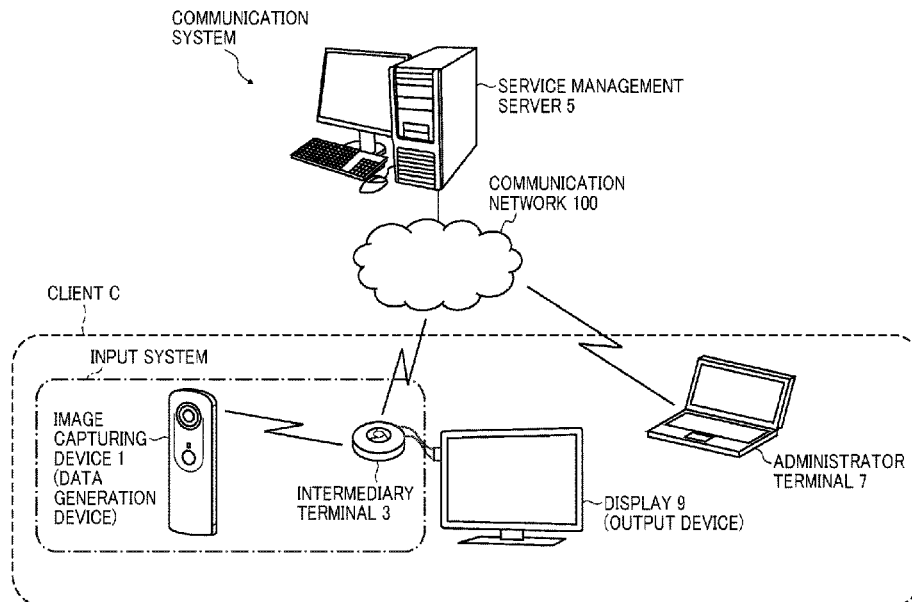 COMMUNICATION
SYSTEM
SERVICE MANAGEMENT
SERVER 5
COMMUNICATION
NETWORK 100
CLIENT C
INPUT SYSTEM
IMAGE
CAPTURING
DEVICE 1
(DATA
GENERATION
DEVICE)
INTERMEDIARY
TERMINAL 3
DISPLAY 9
(OUTPUT DEVICE)
ADMINISTRATOR
TERMINAL 7